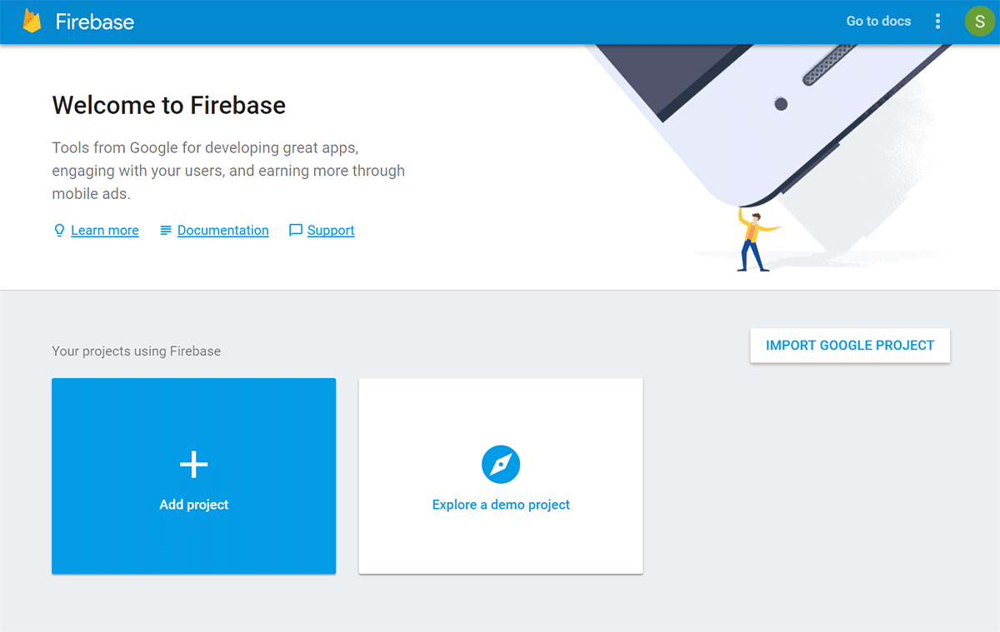 Firebase
Go to docs
S
Welcome to Firebase
Tools from Google for developing great apps,
engaging with your users, and earning more through
mobile ads.
Learn more Documentation Support
Your projects using Firebase
IMPORT GOOGLE PROJECT
Add project
Explore a demo project